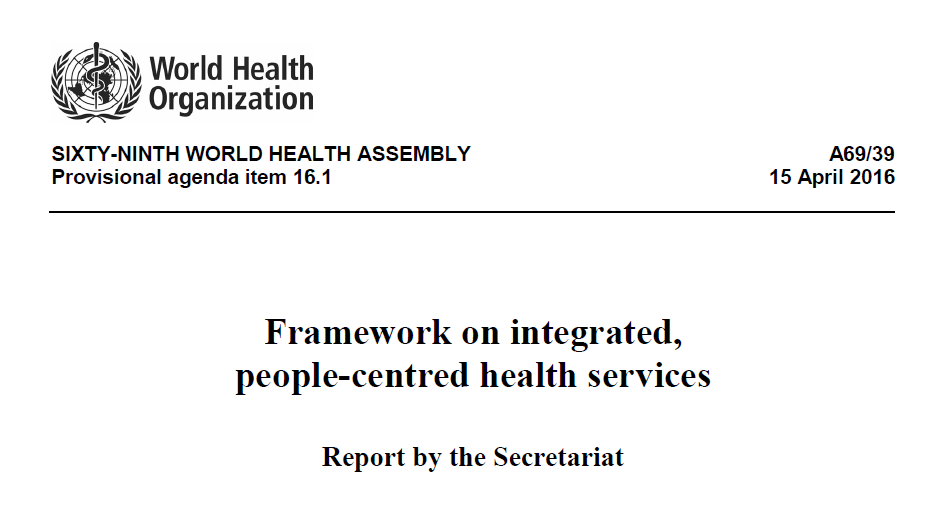 World Health
Organization
SIXTY-NINTH WORLD HEALTH ASSEMBLY A69/39
Provisional agenda item 16.1 15 April 2016
Framework on integrated,
people-centred health services
Report by the Secretariat